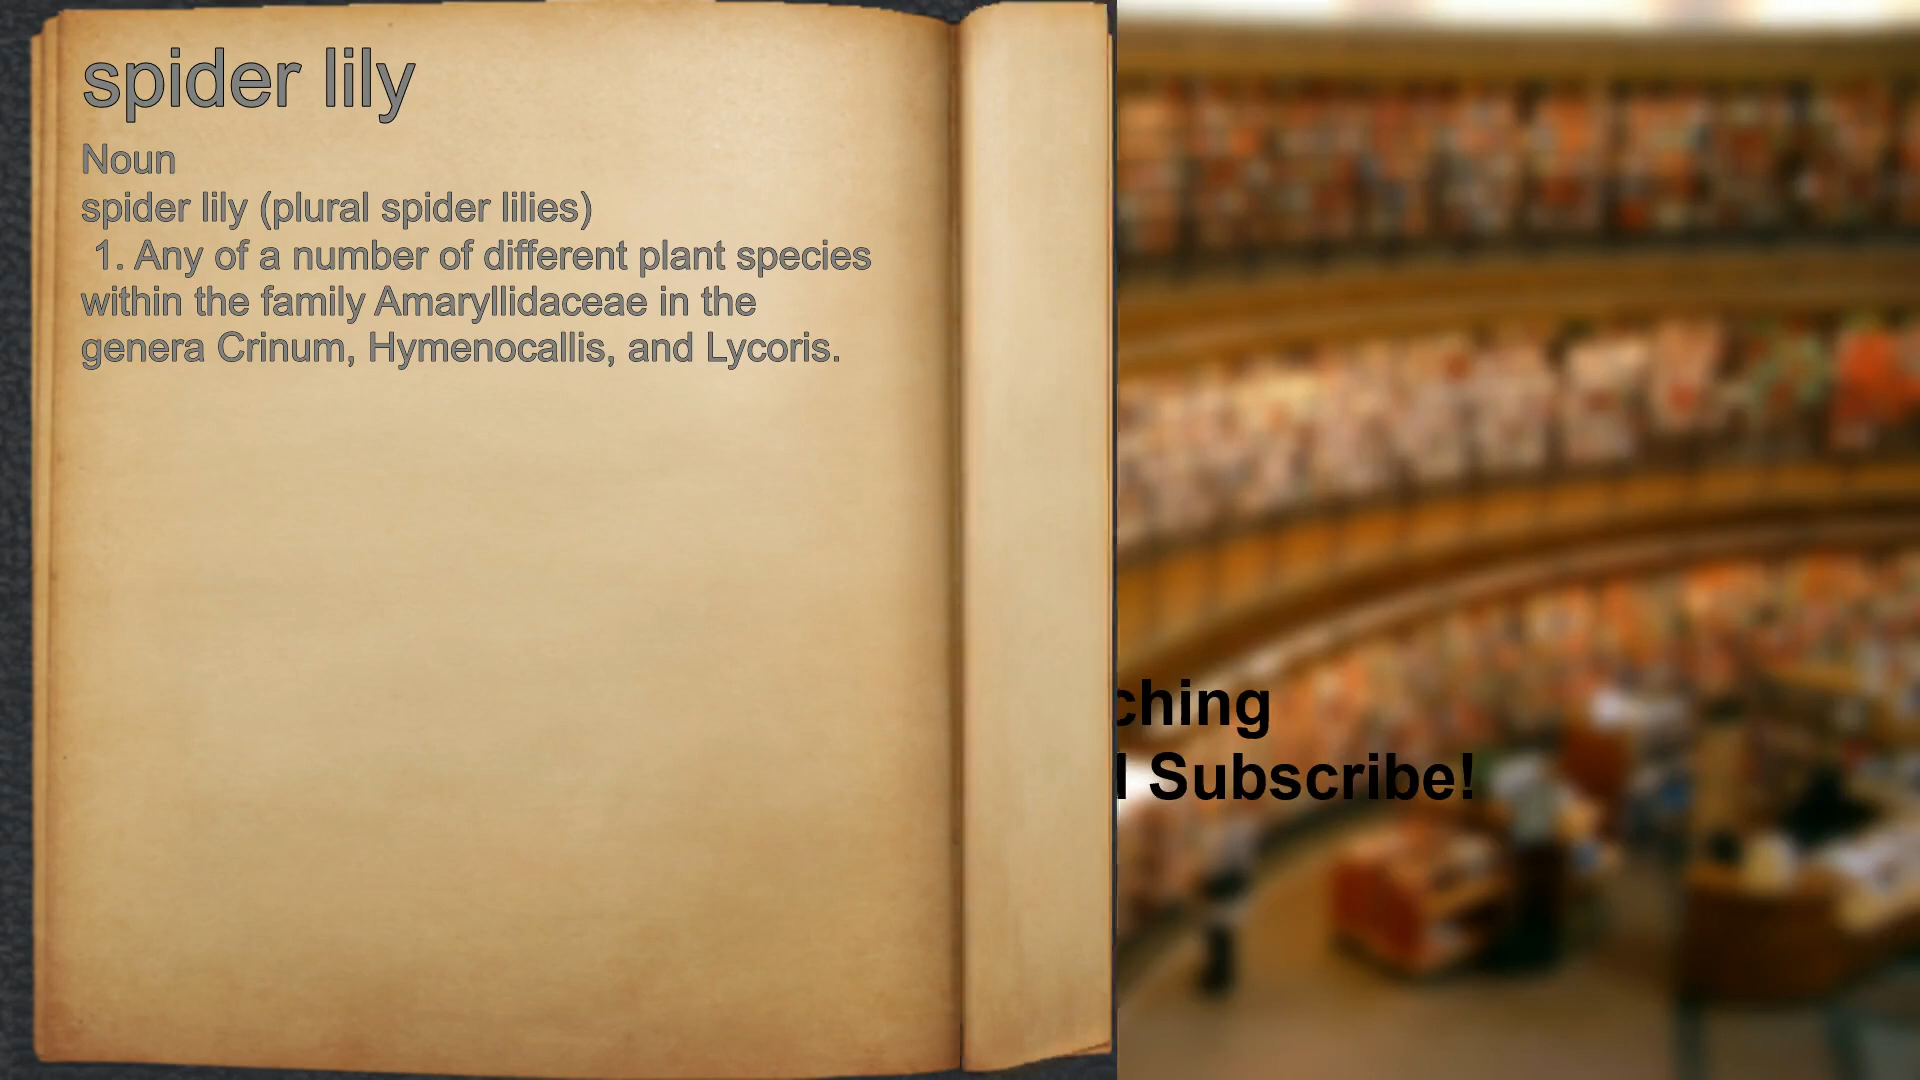 spider lily
Noun
spider lily (plural spider lilies)
1. Any of a number of different plant species
within the family Amaryllidaceae in the
genera Crinum, Hymenocallis, and Lycoris.
ching
Subscribe!